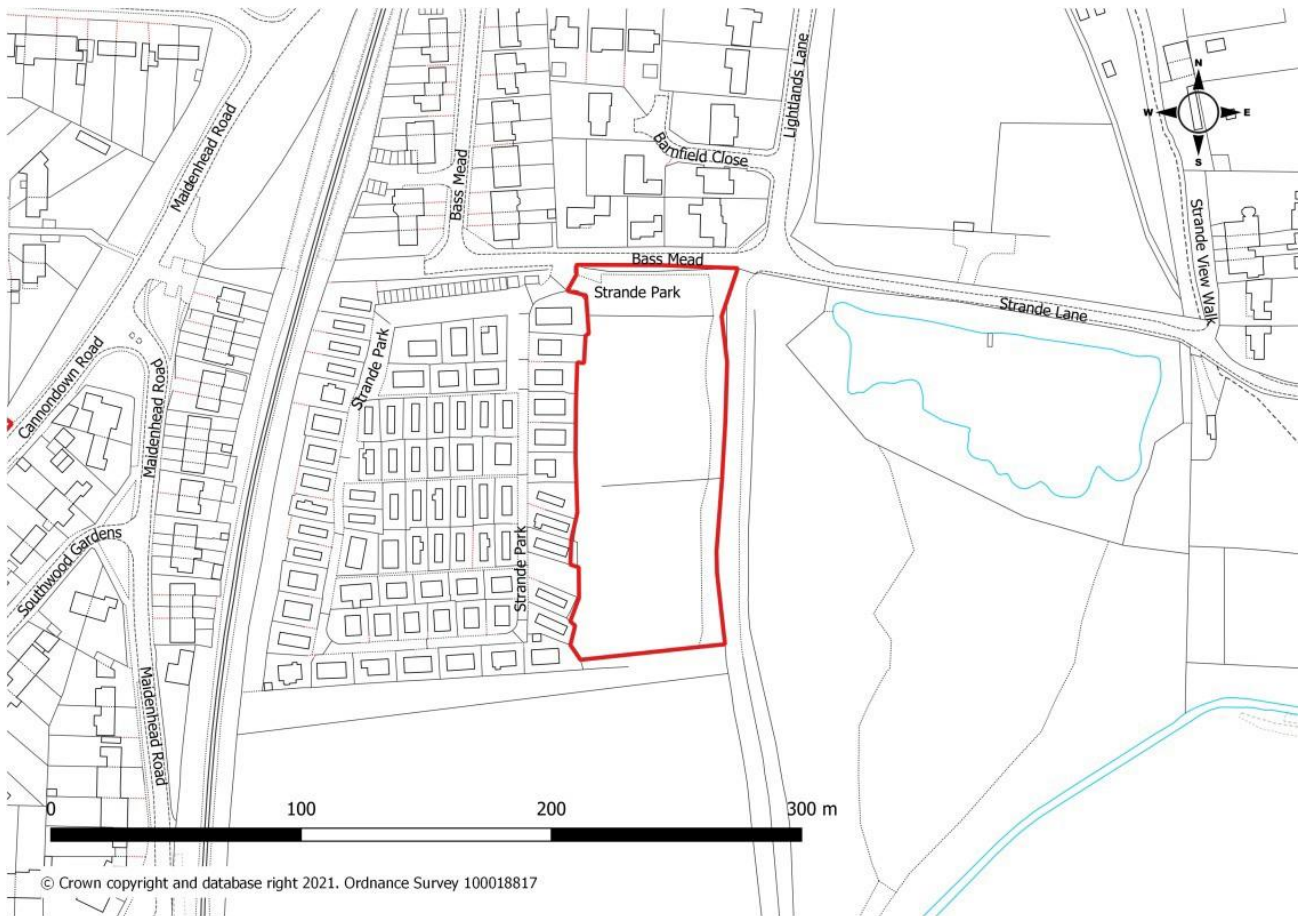 Maidenhead Road
Bass Mead
Barnfield Close
Lightlands Lane
N
W
E
S
Strande View Walk
Bass Mead
Strande Park
Strande Lane
Cannondown Road
Maidenhead Road
Strande Park
Southwood Gardens
Strande Park
Maidenhead Road
0
100
200
300 m
© Crown copyright and database right 2021. Ordnance Survey 100018817